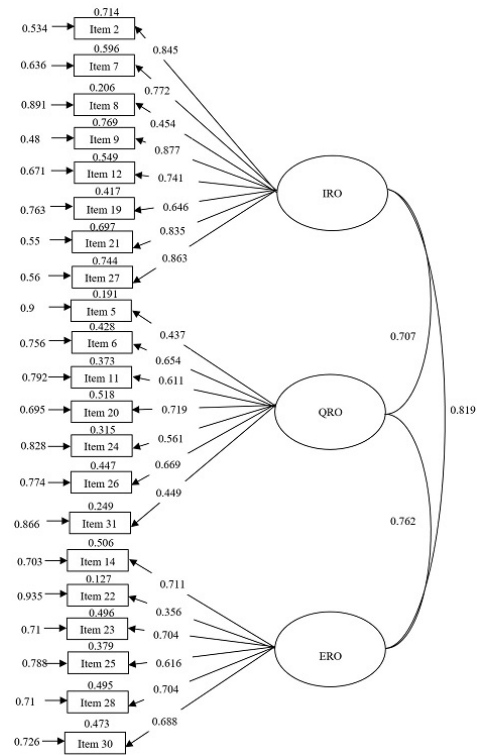 0.714
0.534 Item 2 0.845
0.596
0.636 Item 7 0.772
0.206
0.891 Item 8 0.454
0.769
0.48 Item 9 0.877
0.549
0.671 Item 12 0.741
0.417
0.763 Item 19 0.646
0.697
0.55 Item 21 0.835
0.744
0.56 Item 27 0.863
IRO
0.191
0.9 Item 5 0.437
0.428
0.756 Item 6 0.654
0.373
0.792 Item 11 0.611
0.518
0.695 Item 20 0.719
0.315
0.828 Item 24 0.561
0.447
0.774 Item 26 0.669
0.249
0.866 Item 31 0.449
QRO
0.506
0.703 Item 14 0.711
0.127
0.935 Item 22 0.356
0.496
0.71 Item 23 0.704
0.379
0.788 Item 25 0.616
0.495
0.71 Item 28 0.704
0.473
0.726 Item 30 0.688
ERO
0.707
0.819
0.762